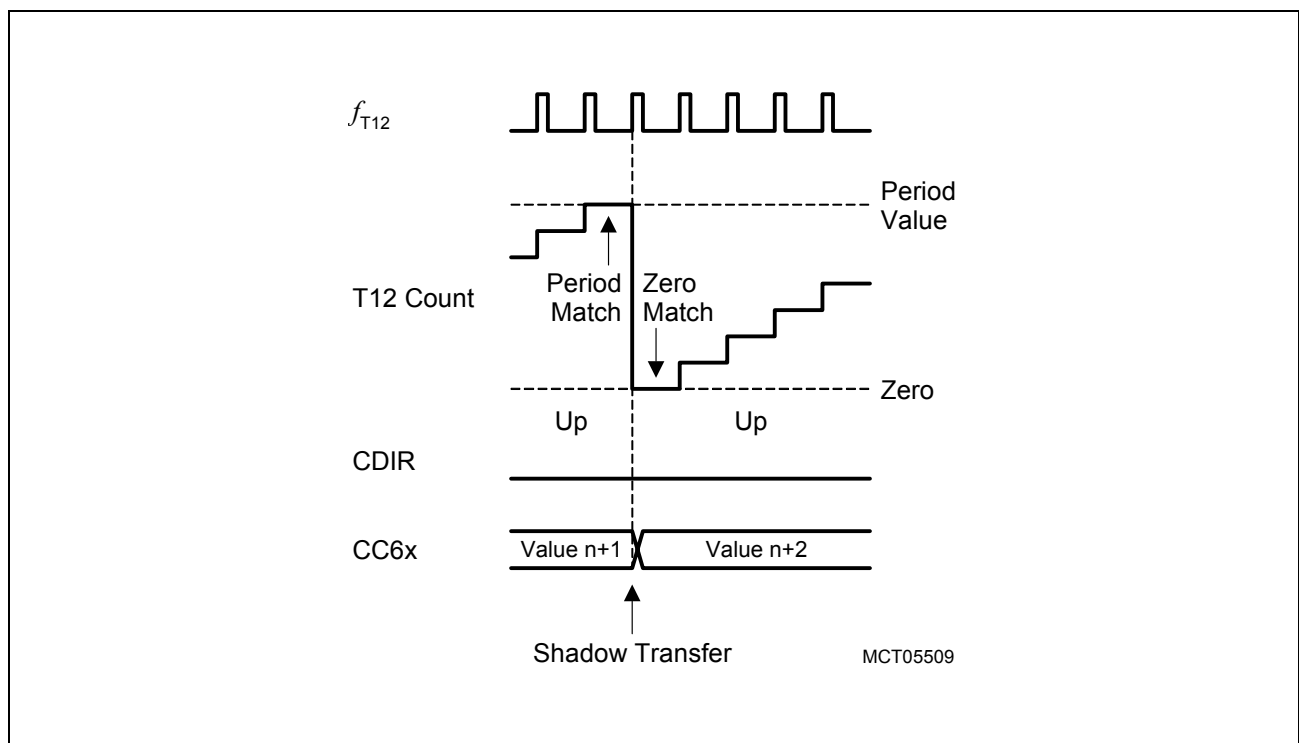 fT12
Period
Value
Period
Match
Zero
Match
T12 Count
Zero
Up
Up
CDIR
CC6x
Value n+1
Value n+2
Shadow Transfer
MCT05509